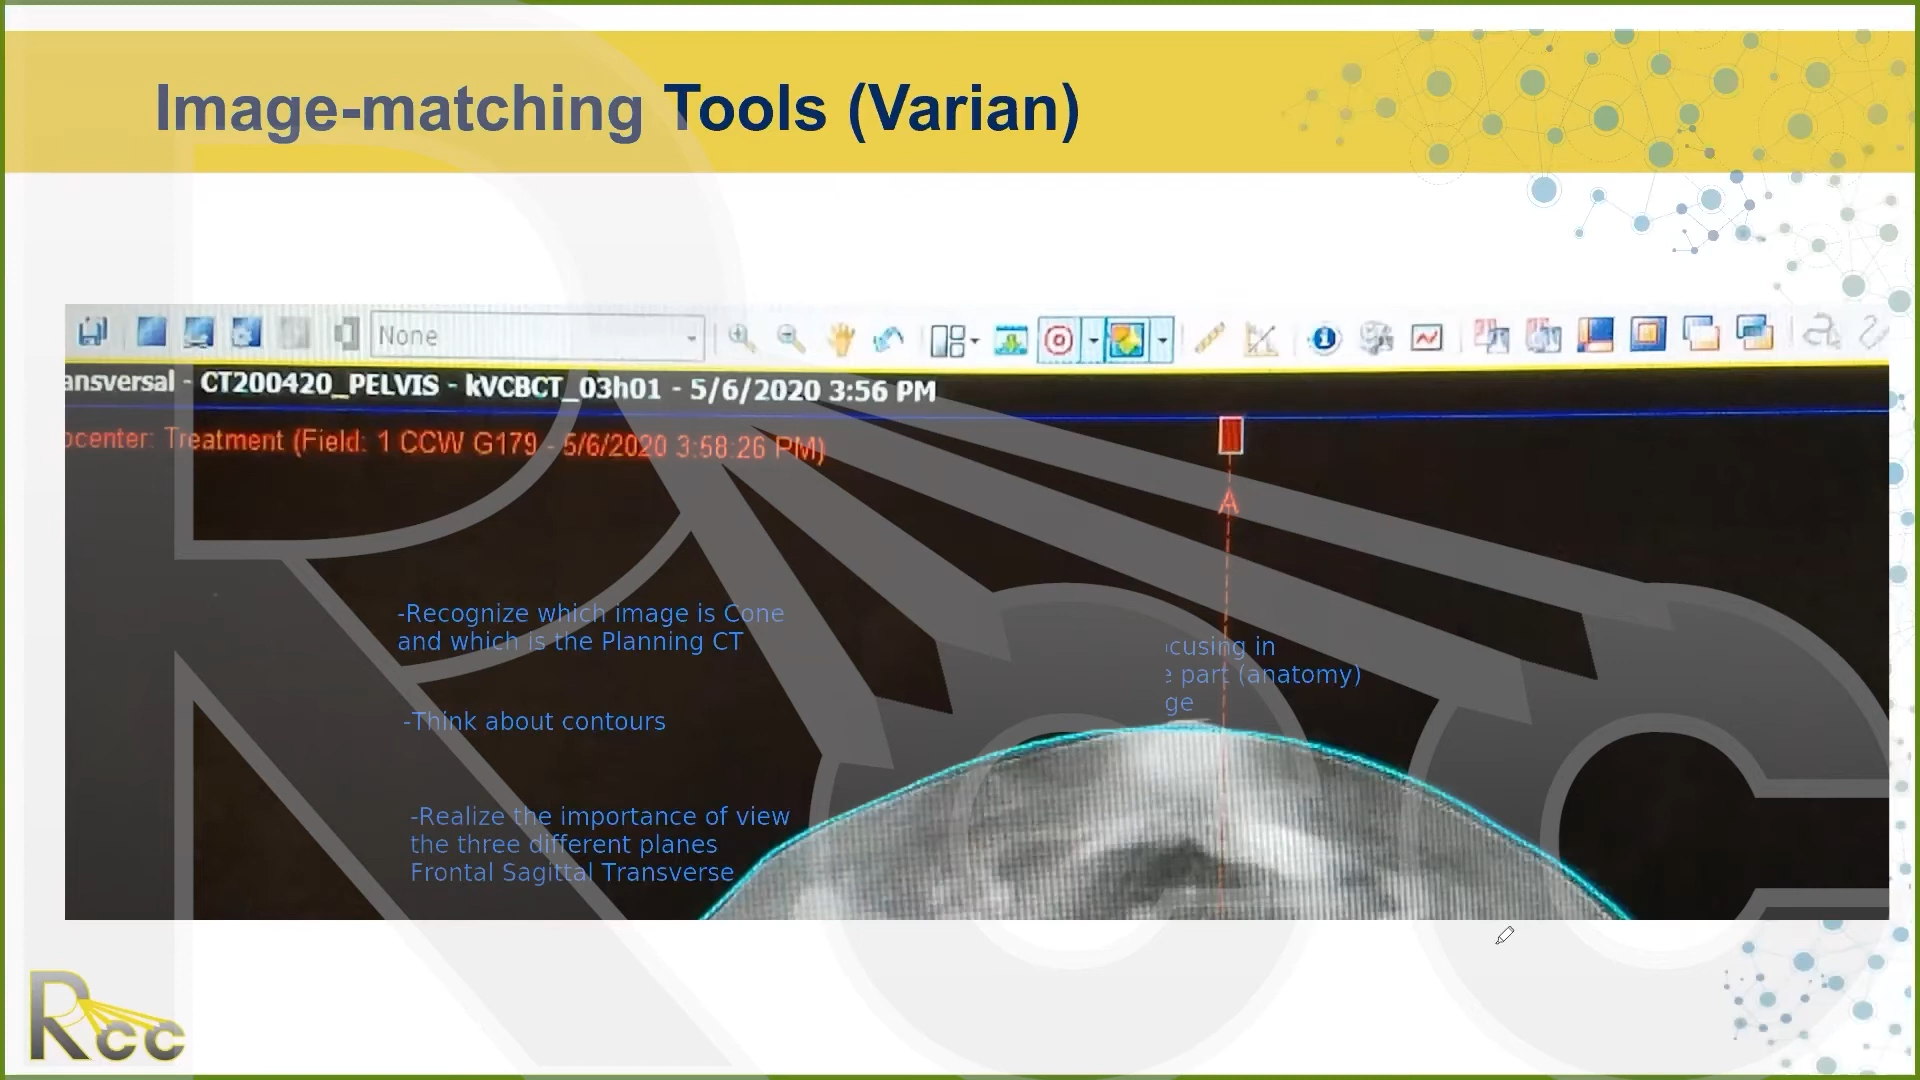 Image-matching Tools (Varian)
None
ansversal - CT200420_PELVIS - kVCBCT_03h01 - 5/6/2020 3:56 PM
ocenter: Treatment (Field: 1 CCW G179 - 5/6/2020 3:58:26 PM)
A
-Recognize which image is Cone
and which is the Planning CT
ocusing in
e part (anatomy)
ge
-Think about contours
-Realize the importance of view
the three different planes
Frontal Sagittal Transverse
Rcc